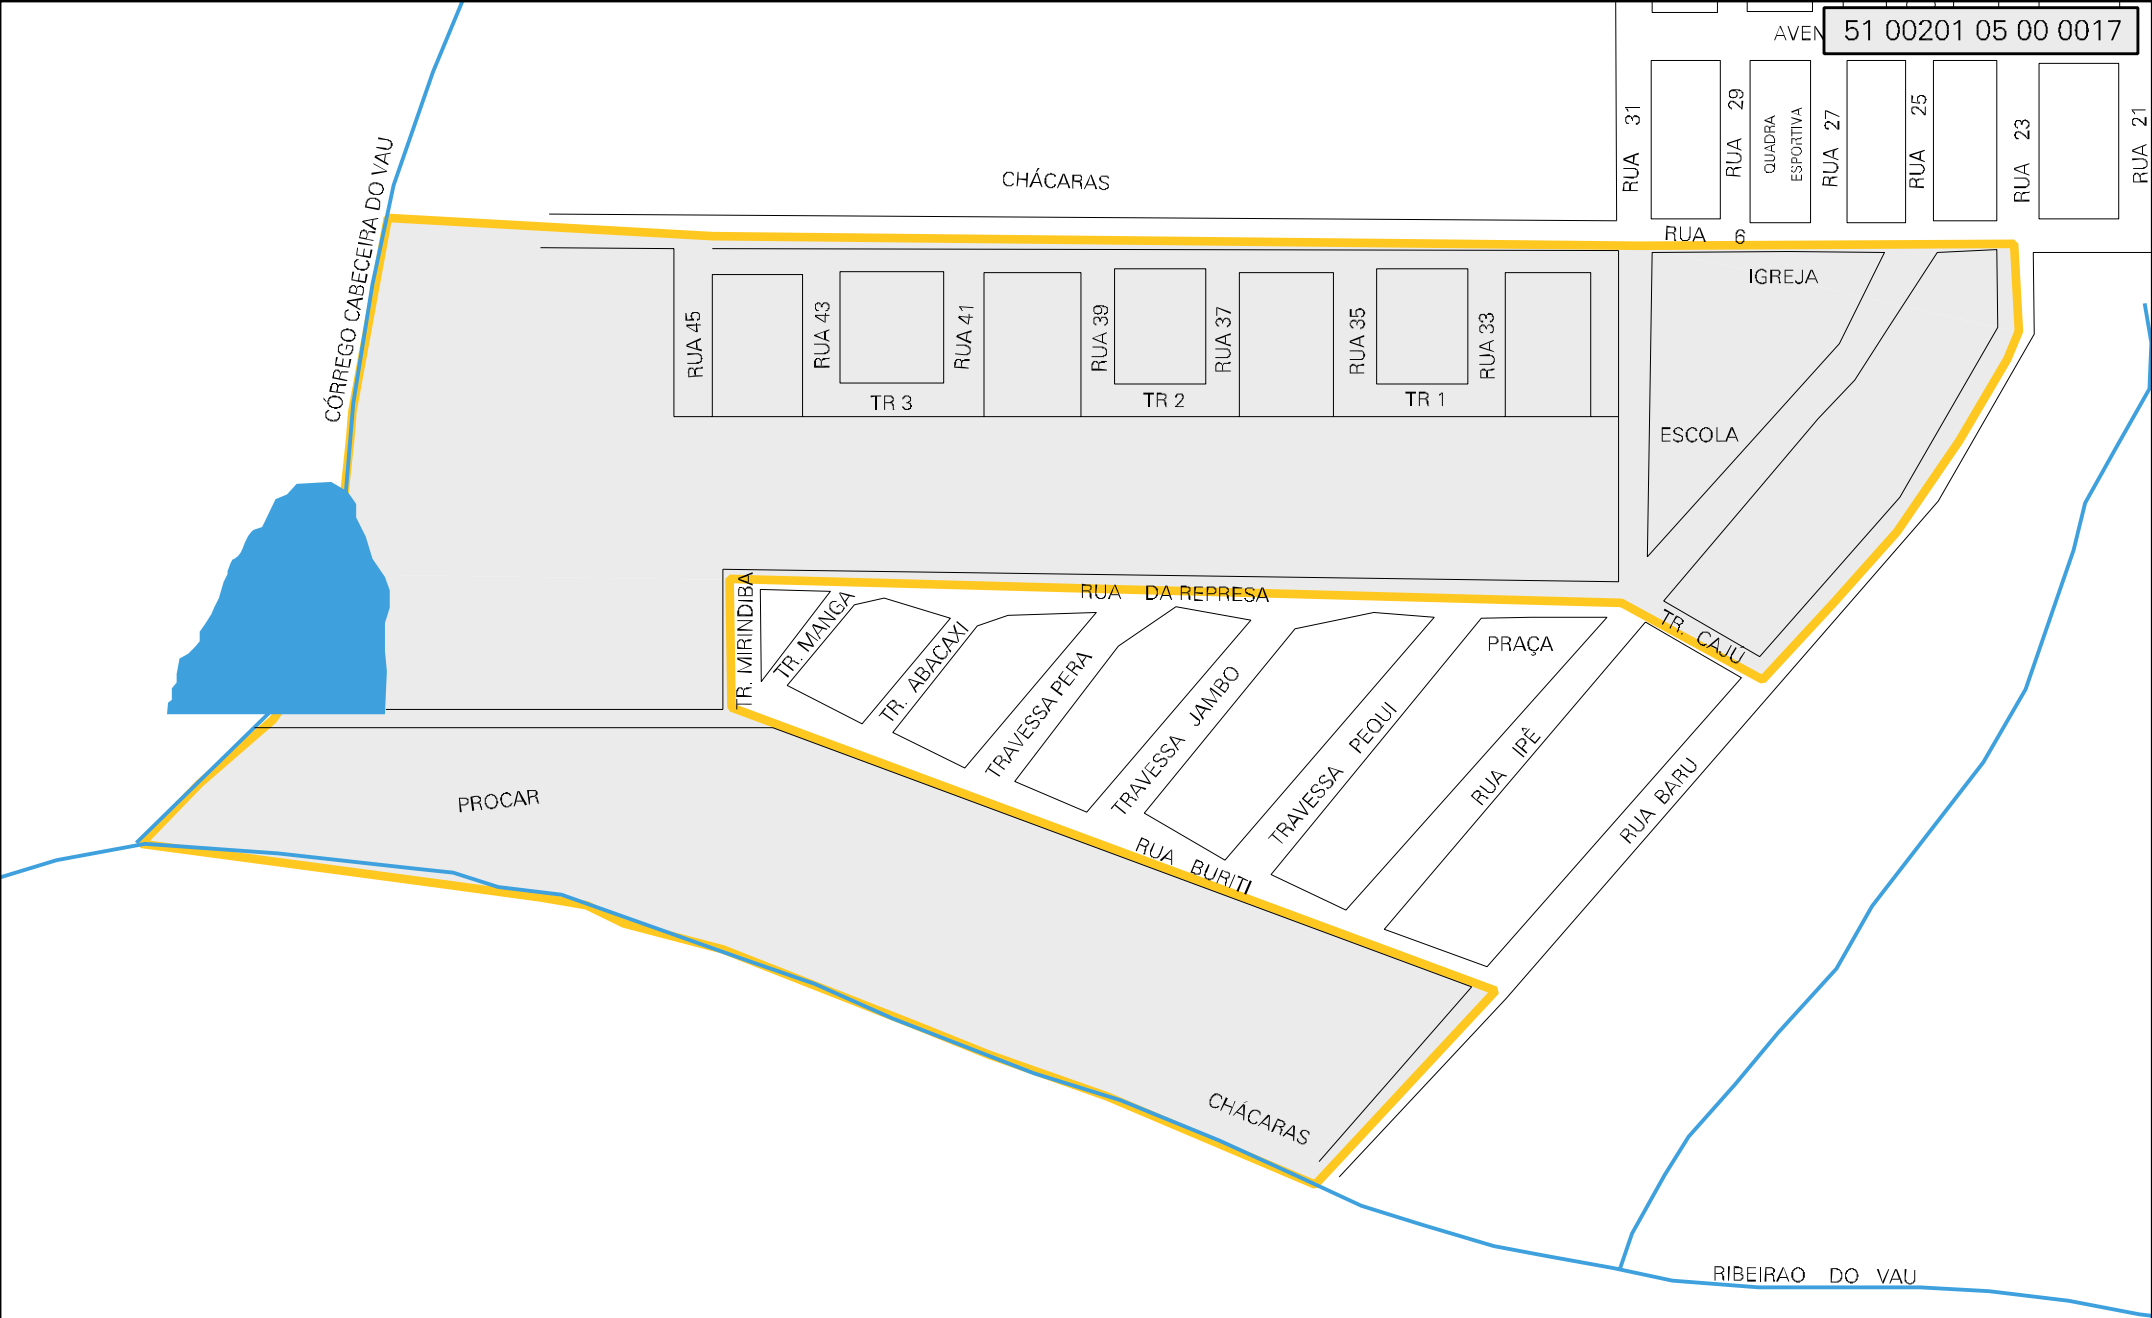 51 00201 05 00 0017
AVEN
RUA 31
RUA 29
QUADRA
ESPORTIVA
RUA 27
RUA 25
RUA 23
RUA 21
CHÁCARAS
RUA 6
CÓRREGO CABECEIRA DO VAU
IGREJA
RUA 45
RUA 43
RUA 41
RUA 39
RUA 37
RUA 35
RUA 33
TR 3
TR 2
TR 1
ESCOLA
RUA DA REPRESA
TR. MIRINDIBA
TR. MANGA
TR. ABACAXI
TRAVESSA PERA
TRAVESSA JAMBO
TRAVESSA PEQUI
PRAÇA
RUA IPÊ
TR. CAJU
RUA BARU
PROCAR
RUA BURITI
CHÁCARAS
RIBEIRAO DO VAU